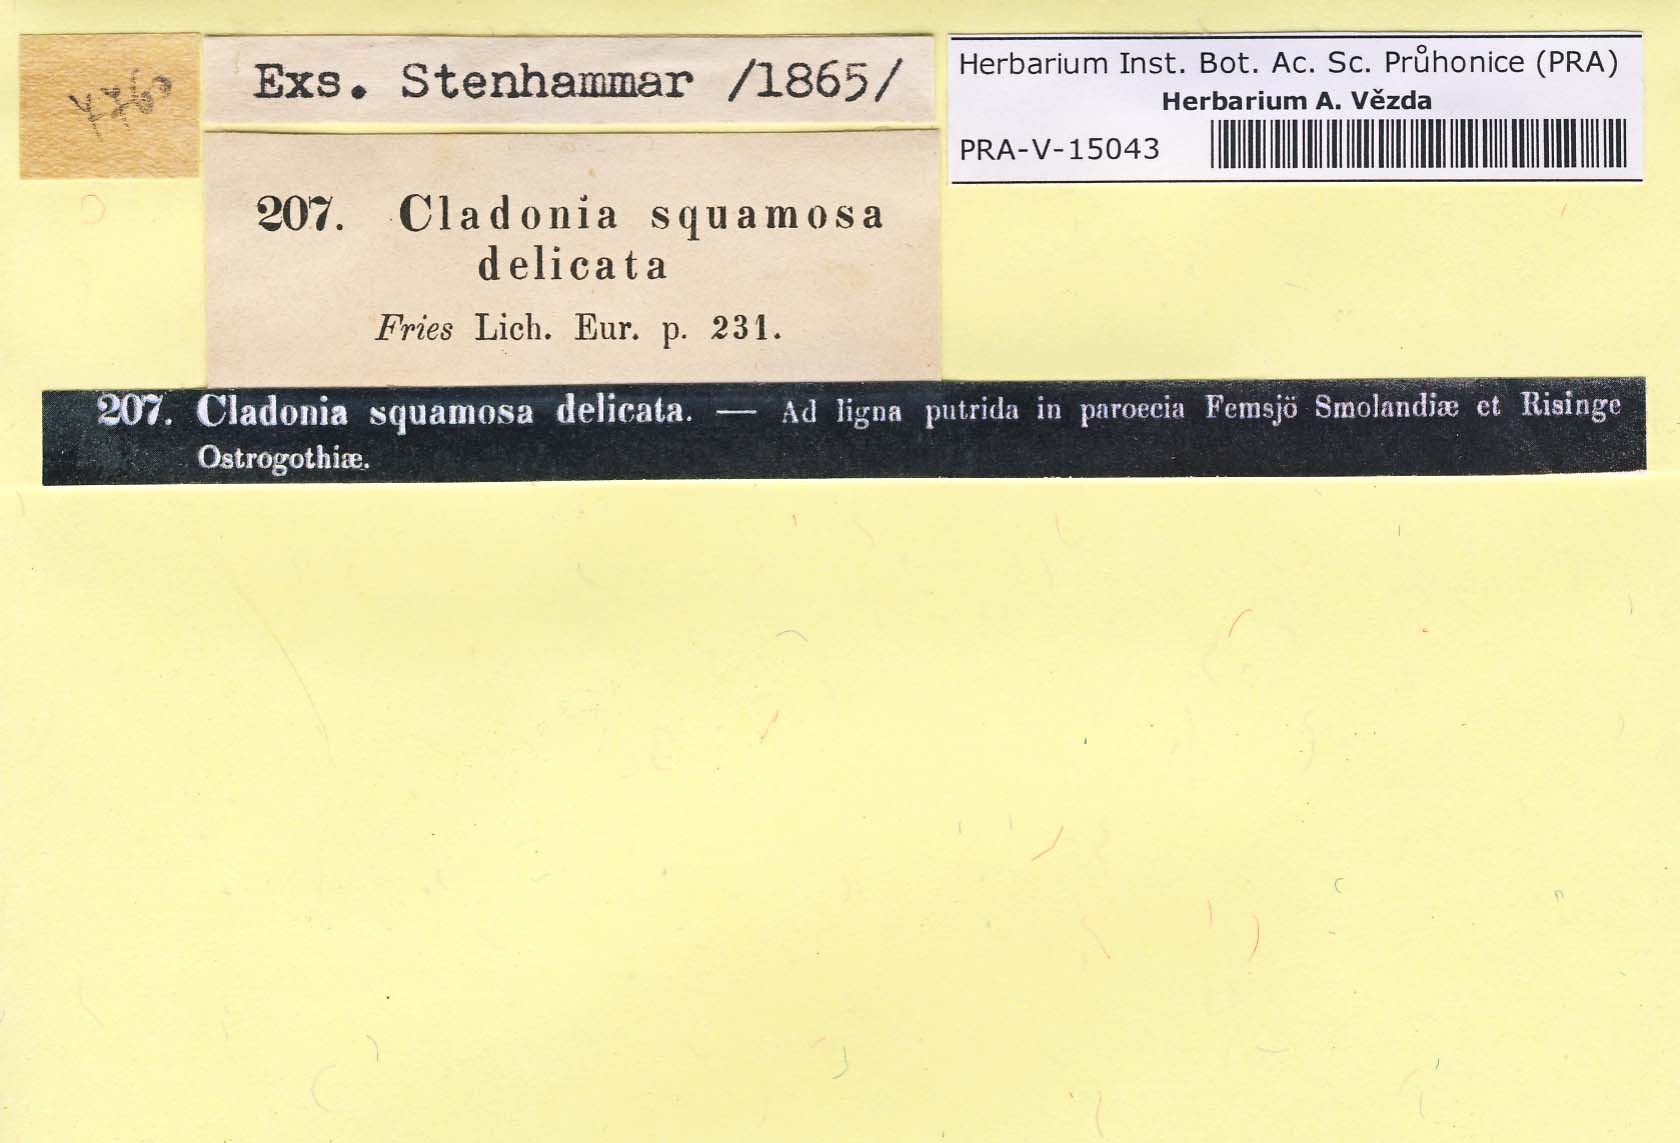 Exs. Stenhammar /1865/
Herbarium Inst. Bot. Ac. Sc. Průhonice (PRA)
Herbarium A. Vězda
PRA-V-15043
207. Cladonia squamosa
delicata
Fries Lich. Eur. p. 231.
207. Cladonia squamosa delicata. — Ad ligna putrida in paroecia Femsjö Smolandiæ et Risinge
Ostrogothiæ.